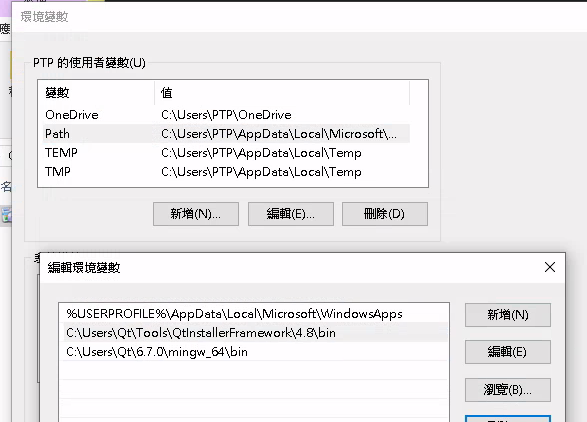 環境變數
PTP 的使用者變數(U)
變數 值
OneDrive C:\Users\PTP\OneDrive
Path C:\Users\PTP\AppData\Local\Microsoft\...
TEMP C:\Users\PTP\AppData\Local\Temp
TMP C:\Users\PTP\AppData\Local\Temp
新增(N)... 編輯(E)... 刪除(D)
編輯環境變數
%USERPROFILE%\AppData\Local\Microsoft\WindowsApps
C:\Users\Qt\Tools\QtInstallerFramework\4.8\bin
C:\Users\Qt\6.7.0\mingw_64\bin
新增(N)
編輯(E)
瀏覽(B)...